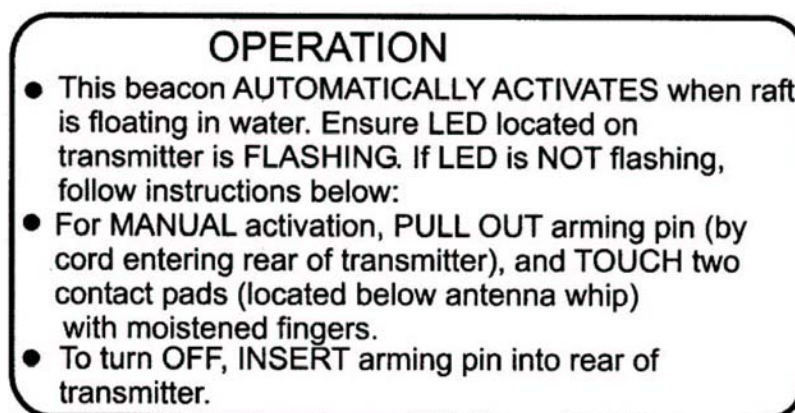 OPERATION
● This beacon AUTOMATICALLY ACTIVATES when raft
is floating in water. Ensure LED located on
transmitter is FLASHING. If LED is NOT flashing,
follow instructions below:
● For MANUAL activation, PULL OUT arming pin (by
cord entering rear of transmitter), and TOUCH two
contact pads (located below antenna whip)
with moistened fingers.
● To turn OFF, INSERT arming pin into rear of
transmitter.